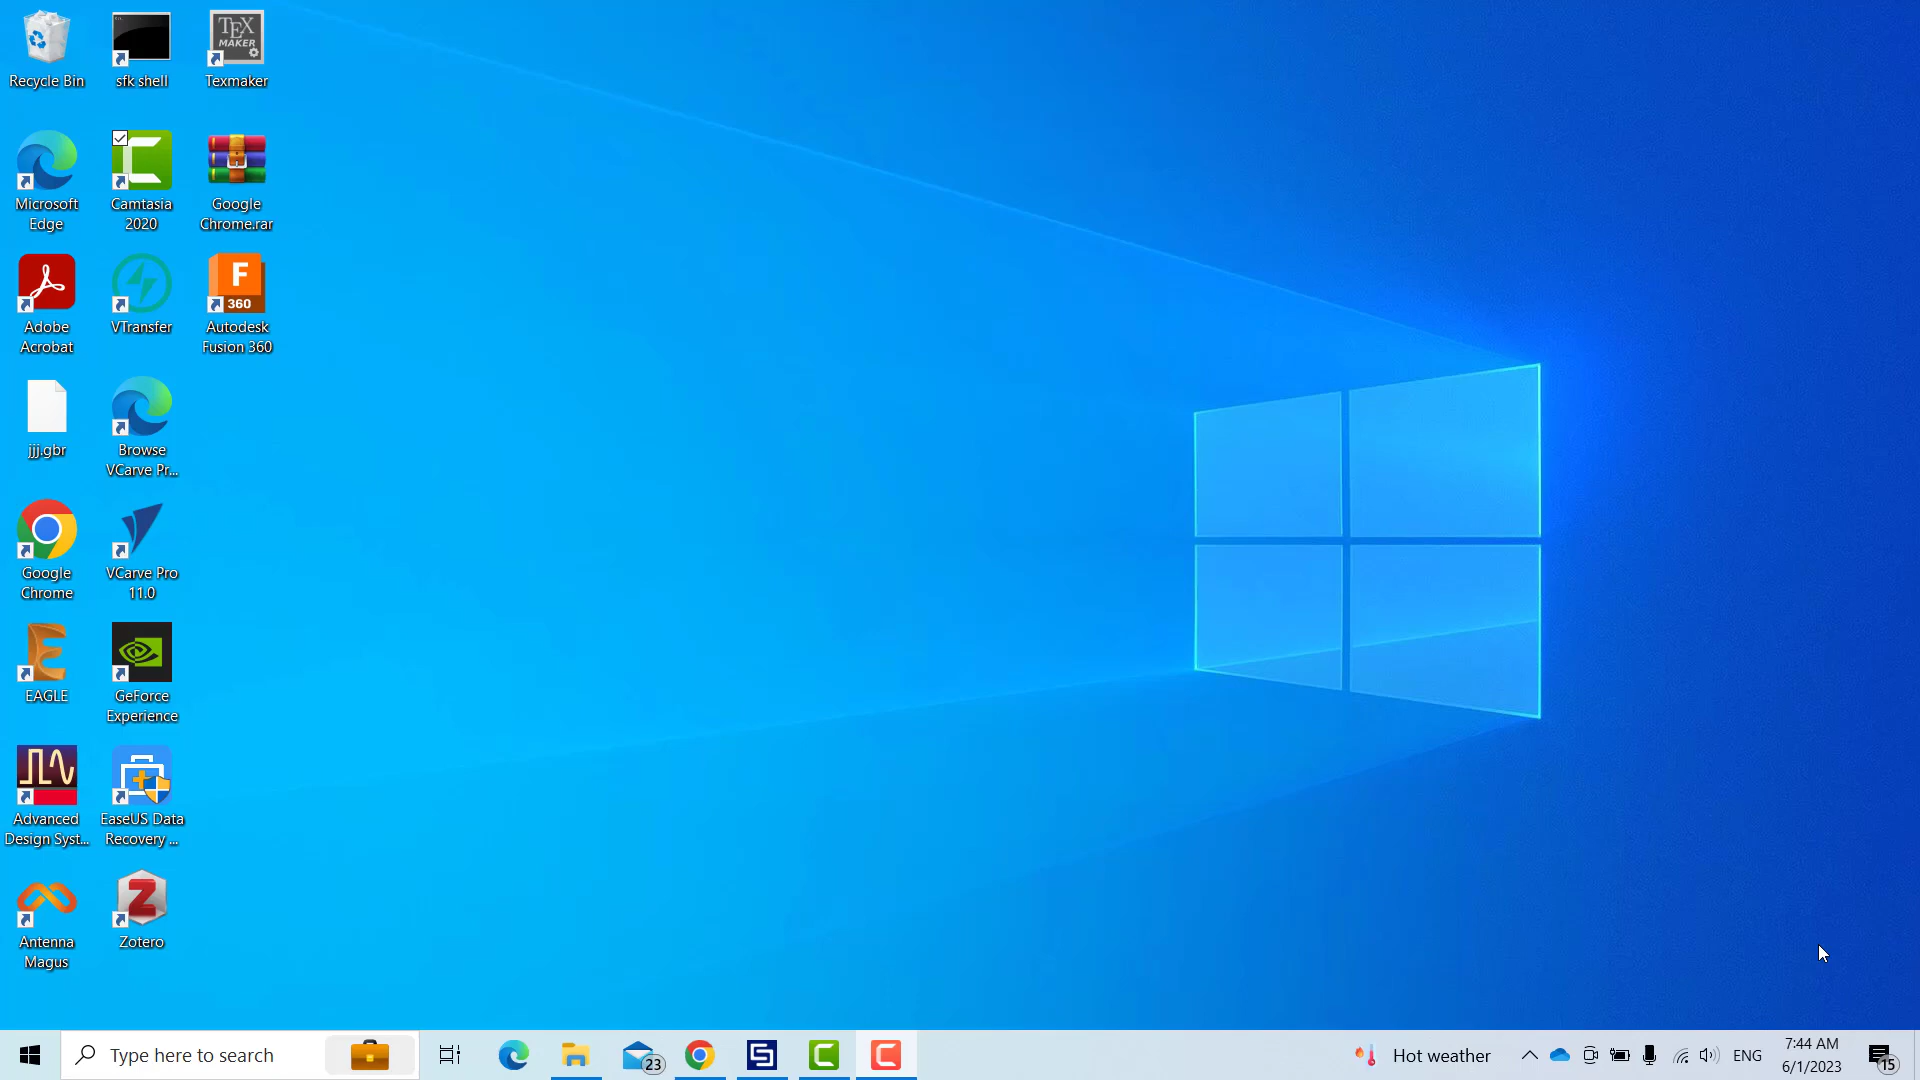 Recycle Bin
sfk shell
TEX
MAKER
Texmaker
Microsoft
Edge
Camtasia
2020
Google
Chrome.rar
Adobe
Acrobat
VTransfer
F
360
Autodesk
Fusion 360
jjj.gbr
Browse
VCarve Pr...
Google
Chrome
VCarve Pro
11.0
EAGLE
GeForce
Experience
Advanced
Design Syst...
EaseUS Data
Recovery ...
Antenna
Magus
Z
Zotero
Type here to search
23
Hot weather
ENG
7:44 AM
6/1/2023
15